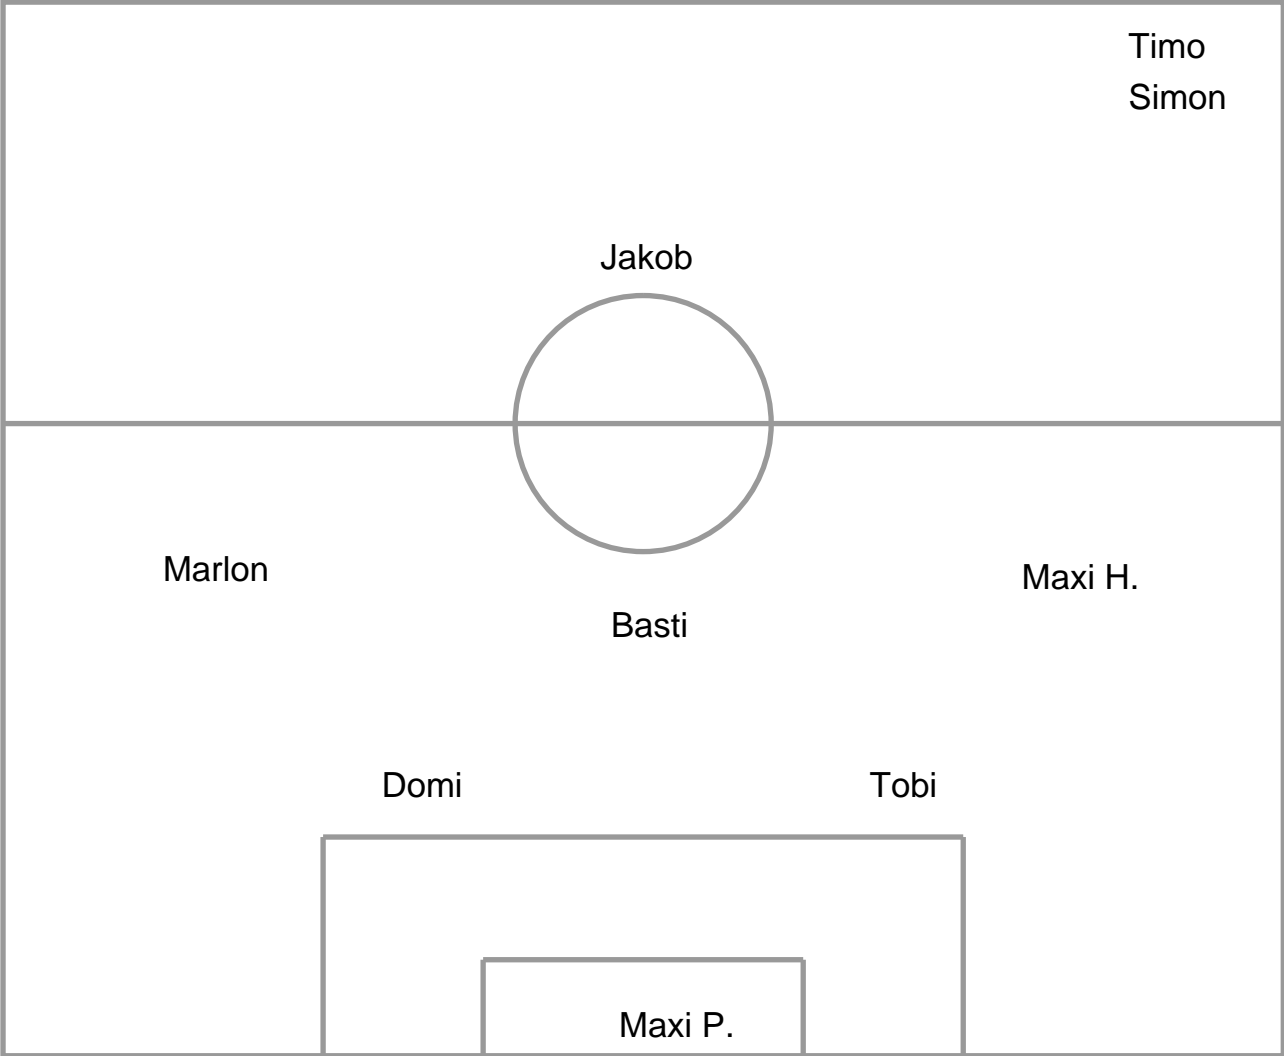 Timo
Simon
Jakob
Marlon
Maxi H.
Basti
Domi
Tobi
Maxi P.